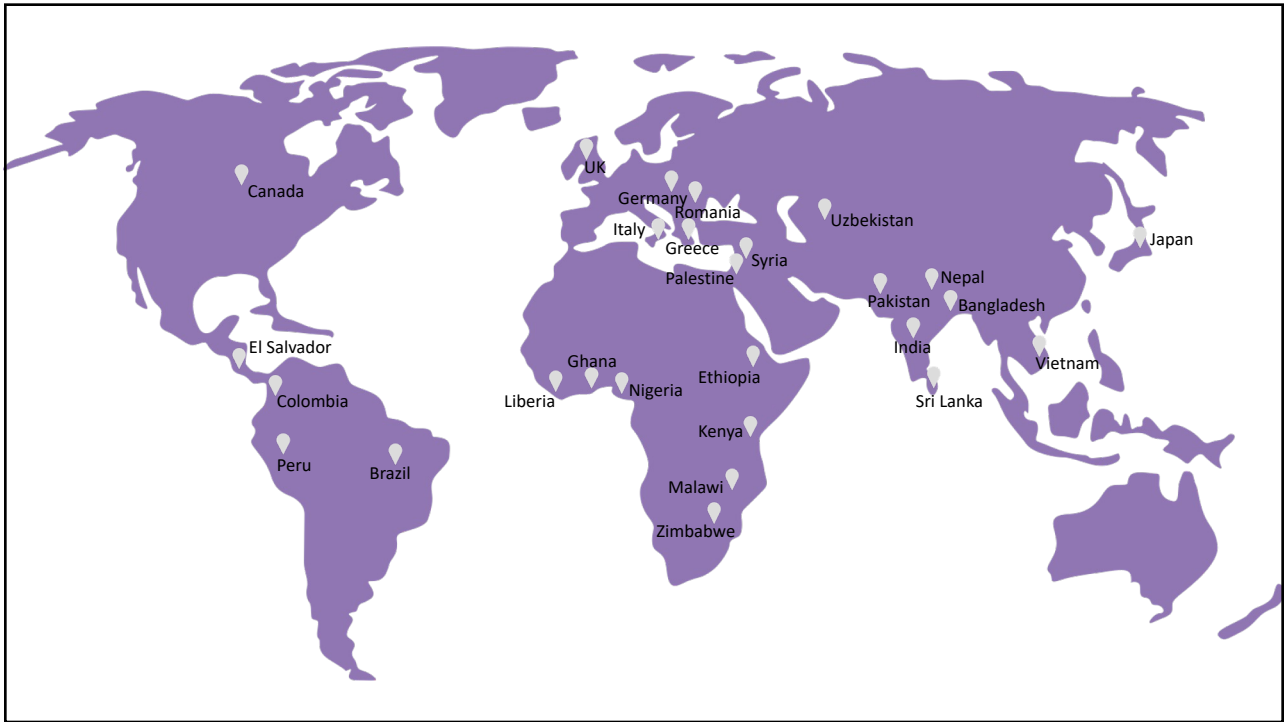 UK
Canada
Germany
Romania
Uzbekistan
Italy
Greece
Japan
Syria
Palestine
Nepal
Pakistan
Bangladesh
El Salvador
India
Vietnam
Ghana
Ethiopia
Liberia
Nigeria
Colombia
Sri Lanka
Kenya
Peru
Brazil
Malawi
Zimbabwe